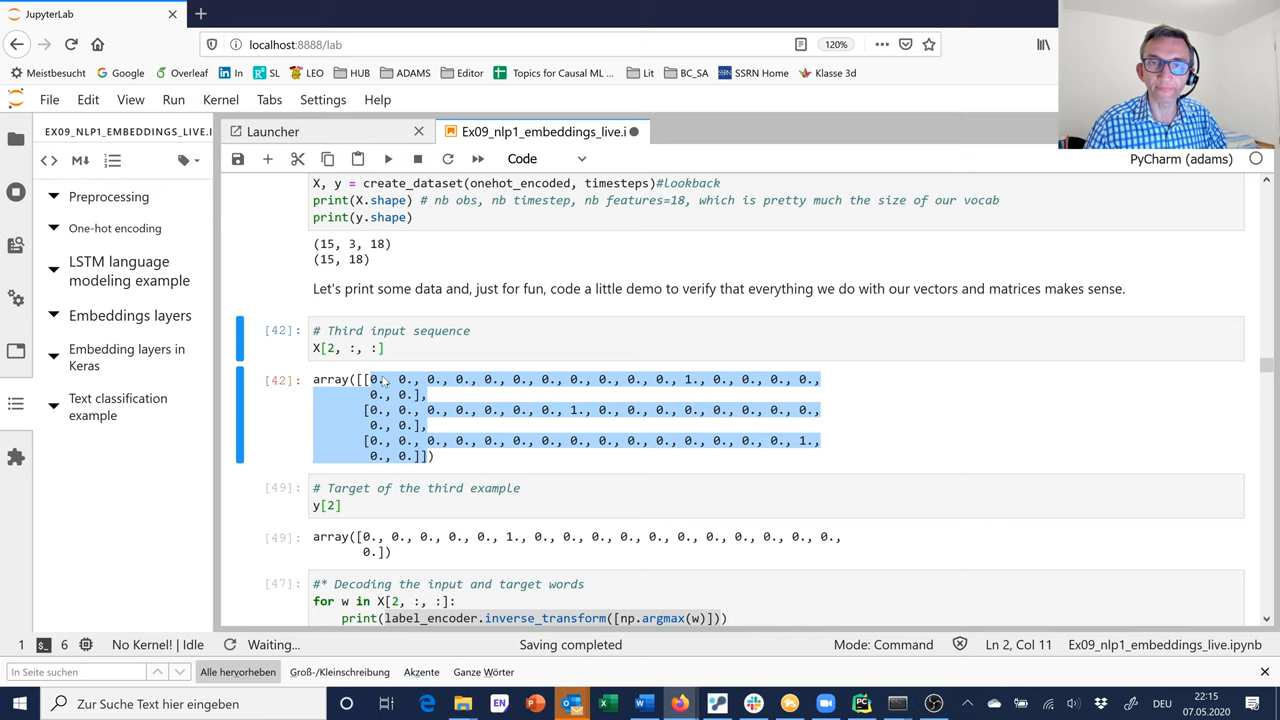 JupyterLab
localhost:8888/lab
120%
Meistbesucht
Google
Overleaf
In
SL
LEO
HUB
ADAMS
Editor
Topics for Causal ML ...
Lit
BC_SA
SSRN Home
Klasse 3d
File Edit View Run Kernel Tabs Settings Help
EX09_NLP1_EMBEDDINGS_LIVE.I
Launcher
Ex09_nlp1_embeddings_live.i
Code
PyCharm (adams)
Preprocessing
One-hot encoding
LSTM language
modeling example
Embeddings layers
Embedding layers in
Keras
Text classification
example
X, y = create_dataset(onehot_encoded, timesteps)#lookback
print(X.shape) # nb obs, nb timestep, nb features=18, which is pretty much the size of our vocab
print(y.shape)
(15, 3, 18)
(15, 18)
Let's print some data and, just for fun, code a little demo to verify that everything we do with our vectors and matrices makes sense.
[42]: # Third input sequence
X[2, :, :]
[42]: array([[0., 0., 0., 0., 0., 0., 0., 0., 0., 0., 0., 1., 0., 0., 0., 0.,
0., 0.],
[0., 0., 0., 0., 0., 0., 0., 1., 0., 0., 0., 0., 0., 0., 0., 0.,
0., 0.],
[0., 0., 0., 0., 0., 0., 0., 0., 0., 0., 0., 0., 0., 0., 0., 1.,
0., 0.]])
[49]: # Target of the third example
y[2]
[49]: array([0., 0., 0., 0., 0., 1., 0., 0., 0., 0., 0., 0., 0., 0., 0., 0., 0.,
0.])
[47]: #* Decoding the input and target words
for w in X[2, :, :]:
print(label_encoder.inverse_transform([np.argmax(w)]))
1 6 No Kernel! | Idle Waiting... Saving completed Mode: Command Ln 2, Col 11 Ex09_nlp1_embeddings_live.ipynb
In Seite suchen Alle hervorheben Groß-/Kleinschreibung Akzente Ganze Wörter
Zur Suche Text hier eingeben
EN
DEU
22:15
07.05.2020